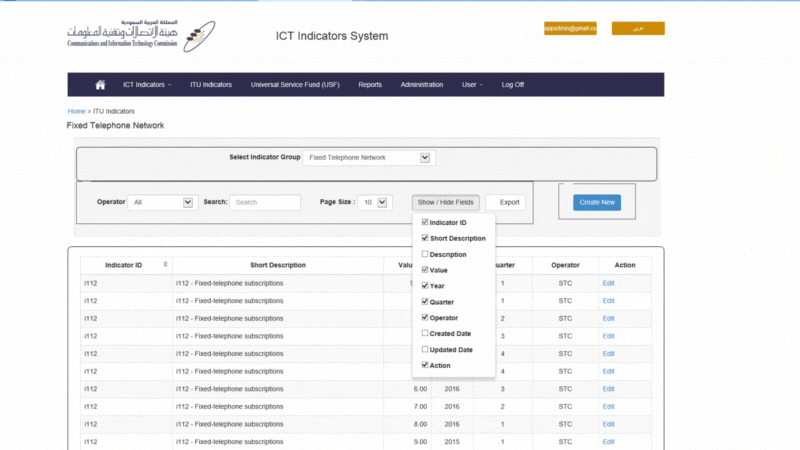 المملكة العربية السعودية
هيئة الاتصالات وتقنية المعلومات
Communications and Information Technology Commission
ICT Indicators System
appadmin@gmail.co
عربي
ICT Indicators
ITU Indicators
Universal Service Fund (USF)
Reports
Administration
User
Log Off
Home > ITU Indicators
Fixed Telephone Network
Select Indicator Group Fixed Telephone Network
Operator All Search: Search Page Size : 10 Show / Hide Fields Export Create New
Indicator ID
Short Description
Description
Value
Year
Quarter
Operator
Created Date
Updated Date
Action
Indicator ID Short Description Valu uarter Operator Action
i112 i112 - Fixed-telephone subscriptions 1 STC Edit
i112 i112 - Fixed-telephone subscriptions 1 STC Edit
i112 i112 - Fixed-telephone subscriptions 2 STC Edit
i112 i112 - Fixed-telephone subscriptions 3 STC Edit
i112 i112 - Fixed-telephone subscriptions 4 STC Edit
i112 i112 - Fixed-telephone subscriptions 4 STC Edit
i112 i112 - Fixed-telephone subscriptions 6.00 2016 3 STC Edit
i112 i112 - Fixed-telephone subscriptions 7.00 2016 2 STC Edit
i112 i112 - Fixed-telephone subscriptions 8.00 2016 1 STC Edit
i112 i112 - Fixed-telephone subscriptions 9.00 2015 1 STC Edit